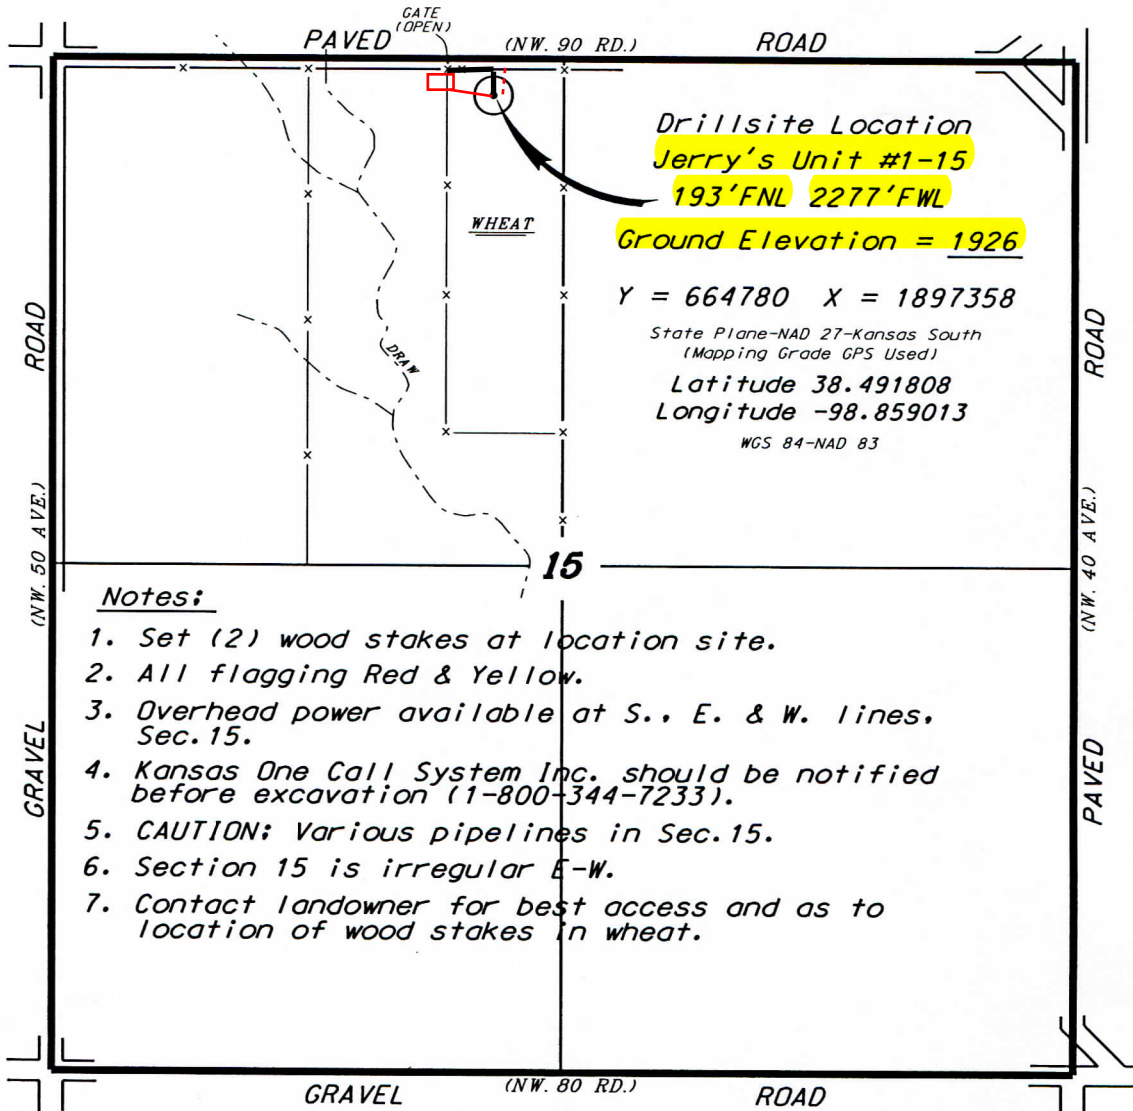 GATE
(OPEN)
PAVED (NW. 90 RD.) ROAD
Drillsite Location
Jerry's Unit #1-15
193'FNL 2277'FWL
Ground Elevation = 1926
WHEAT
Y = 664780 X = 1897358
State Plane-NAD 27-Kansas South
(Mapping Grade GPS Used)
Latitude 38.491808
Longitude -98.859013
WGS 84-NAD 83
DRAW
ROAD
(NW. 50 AVE.)
GRAVEL
ROAD
(NW. 40 AVE.)
PAVED
15
Notes:
1. Set (2) wood stakes at location site.
2. All flagging Red & Yellow.
3. Overhead power available at S., E. & W. lines,
Sec.15.
4. Kansas One Call System Inc. should be notified
before excavation (1-800-344-7233).
5. CAUTION: Various pipelines in Sec.15.
6. Section 15 is irregular E-W.
7. Contact landowner for best access and as to
location of wood stakes in wheat.
GRAVEL (NW. 80 RD.) ROAD